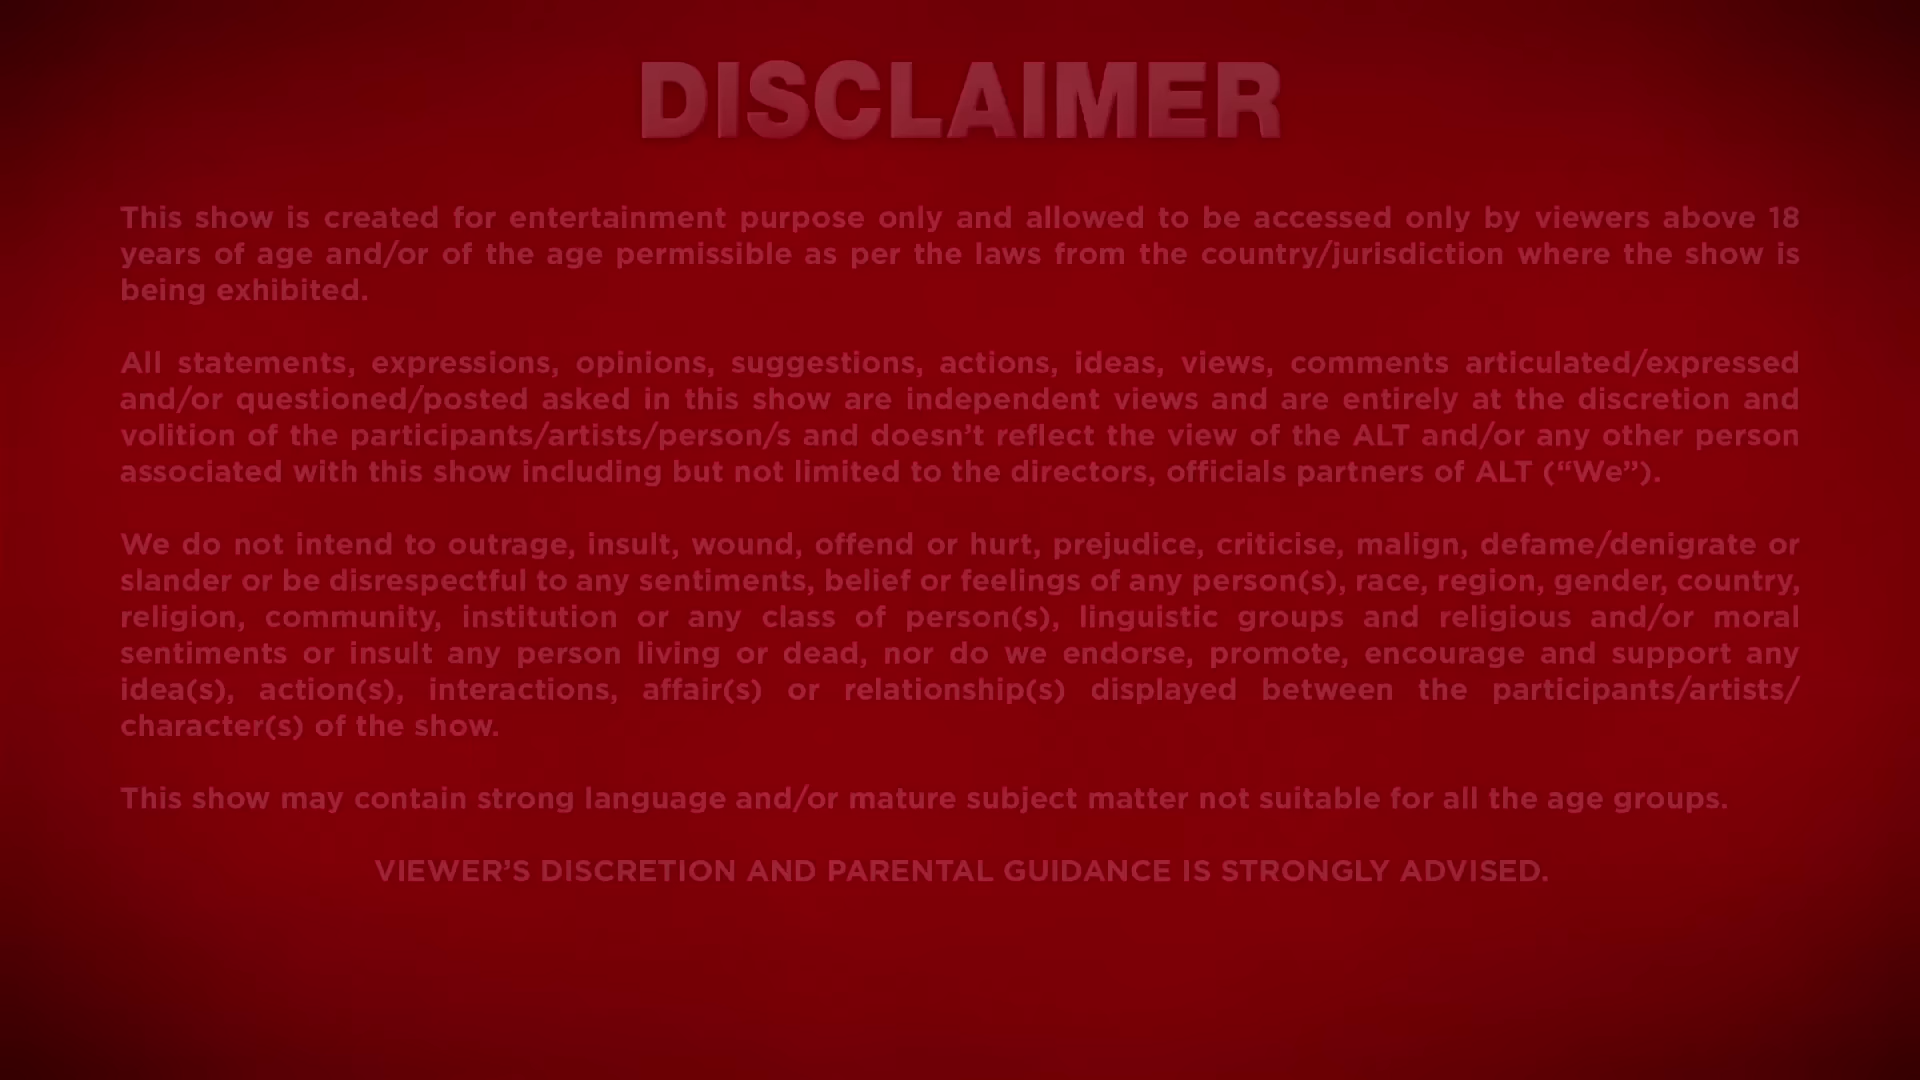 DISCLAIMER
This show is created for entertainment purpose only and allowed to be accessed only by viewers above 18
years of age and/or of the age permissible as per the laws from the country/jurisdiction where the show is
being exhibited.
All statements, expressions, opinions, suggestions, actions, ideas, views, comments articulated/expressed
and/or questioned/posted asked in this show are independent views and are entirely at the discretion and
volition of the participants/artists/person/s and doesn’t reflect the view of the ALT and/or any other person
associated with this show including but not limited to the directors, officials partners of ALT (“We”).
We do not intend to outrage, insult, wound, offend or hurt, prejudice, criticise, malign, defame/denigrate or
slander or be disrespectful to any sentiments, belief or feelings of any person(s), race, region, gender, country,
religion, community, institution or any class of person(s), linguistic groups and religious and/or moral
sentiments or insult any person living or dead, nor do we endorse, promote, encourage and support any
idea(s), action(s), interactions, affair(s) or relationship(s) displayed between the participants/artists/
character(s) of the show.
This show may contain strong language and/or mature subject matter not suitable for all the age groups.
VIEWER’S DISCRETION AND PARENTAL GUIDANCE IS STRONGLY ADVISED.